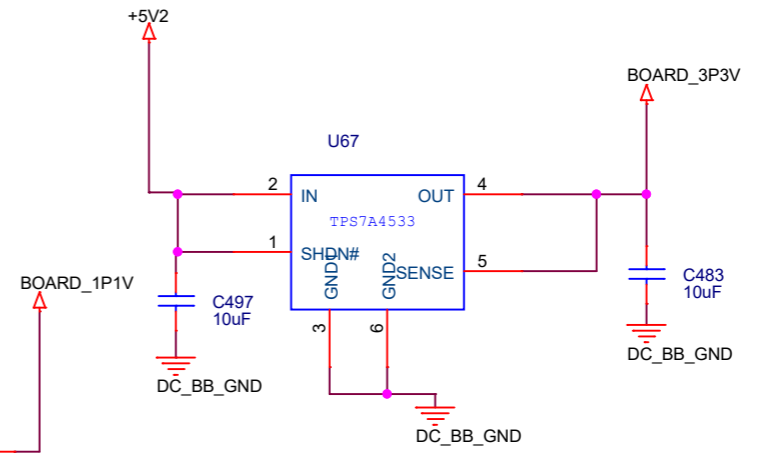 +5V2
BOARD_3P3V
U67
2
IN
OUT
4
TPS7A4533
1
SHDN#
SENSE
5
GND1
GND2
3
6
BOARD_1P1V
C497
10uF
C483
10uF
DC_BB_GND
DC_BB_GND
DC_BB_GND